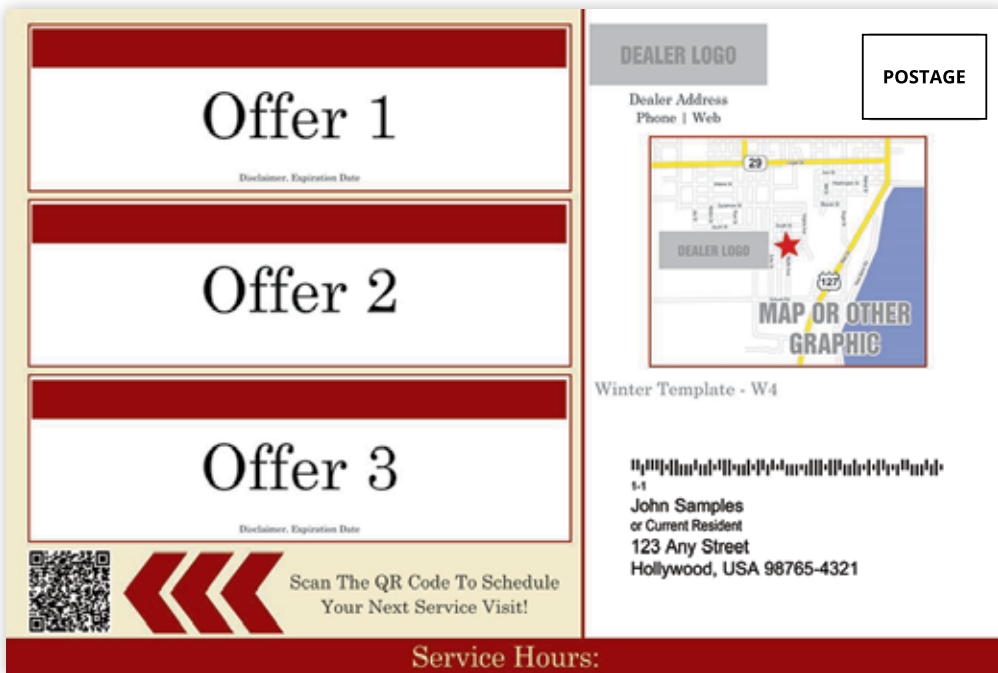 Offer 1
Disclaimer. Expiration Date
Offer 2
Offer 3
Disclaimer. Expiration Date
Scan The QR Code To Schedule
Your Next Service Visit!
DEALER LOGO
POSTAGE
Dealer Address
Phone | Web
29
DEALER LOGO
127
MAP OR OTHER
GRAPHIC
Winter Template - W4
1-1
John Samples
or Current Resident
123 Any Street
Hollywood, USA 98765-4321
Service Hours: